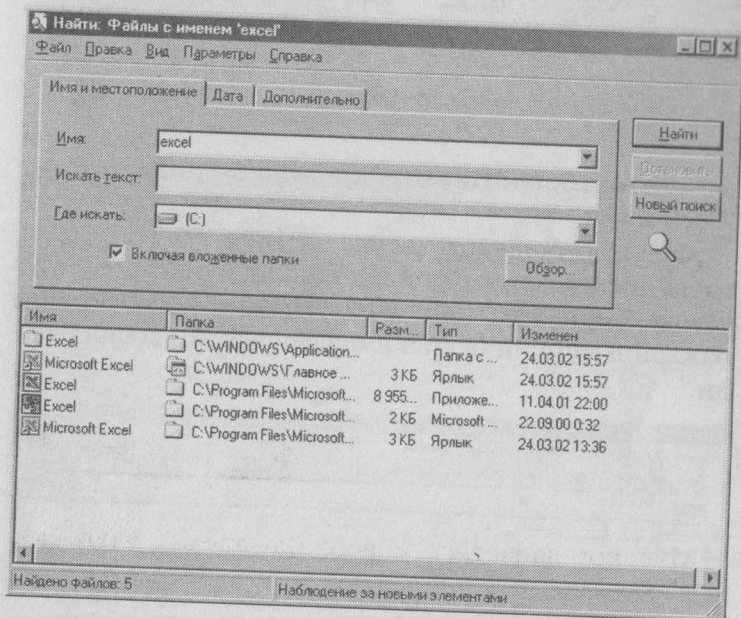 Найти: Файлы с именем 'excel'
Файл Правка Вид Параметры Справка
Имя и местоположение Дата Дополнительно
Имя: excel
Найти
Искать текст:
Остановить
Где искать: (C:)
Новый поиск
Включая вложенные папки
Обзор...
Имя Папка Разм... Тип Изменен
Excel C:\WINDOWS\Application... Папка с ... 24.03.02 15:57
Microsoft Excel C:\WINDOWS\Главное ... 3 КБ Ярлык 24.03.02 15:57
Excel C:\Program Files\Microsoft... 8 955... Приложе... 11.04.01 22:00
Excel C:\Program Files\Microsoft... 2 КБ Microsoft ... 22.09.00 0:32
Microsoft Excel C:\Program Files\Microsoft... 3 КБ Ярлык 24.03.02 13:36
Найдено файлов: 5 Наблюдение за новыми элементами